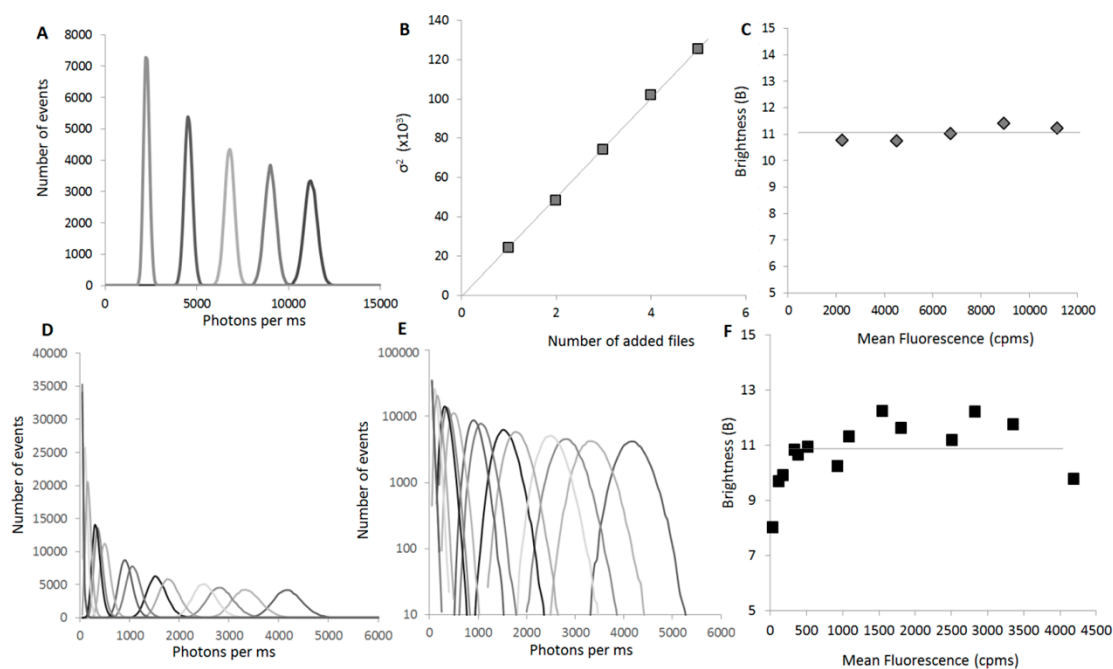 A
Number of events
8000
7000
6000
5000
4000
3000
2000
1000
0
0 5000 10000 15000
Photons per ms
B
σ² (x10³)
140
120
100
80
60
40
20
0
0 2 4 6
Number of added files
C
Brightness (B)
15
14
13
12
11
10
9
8
7
6
5
0 2000 4000 6000 8000 10000 12000
Mean Fluorescence (cpms)
D
Number of events
40000
35000
30000
25000
20000
15000
10000
5000
0
0 1000 2000 3000 4000 5000 6000
Photons per ms
E
Number of events
100000
10000
1000
100
10
0 1000 2000 3000 4000 5000 6000
Photons per ms
F
Brightness (B)
15
13
11
9
7
5
0 500 1000 1500 2000 2500 3000 3500 4000 4500
Mean Fluorescence (cpms)